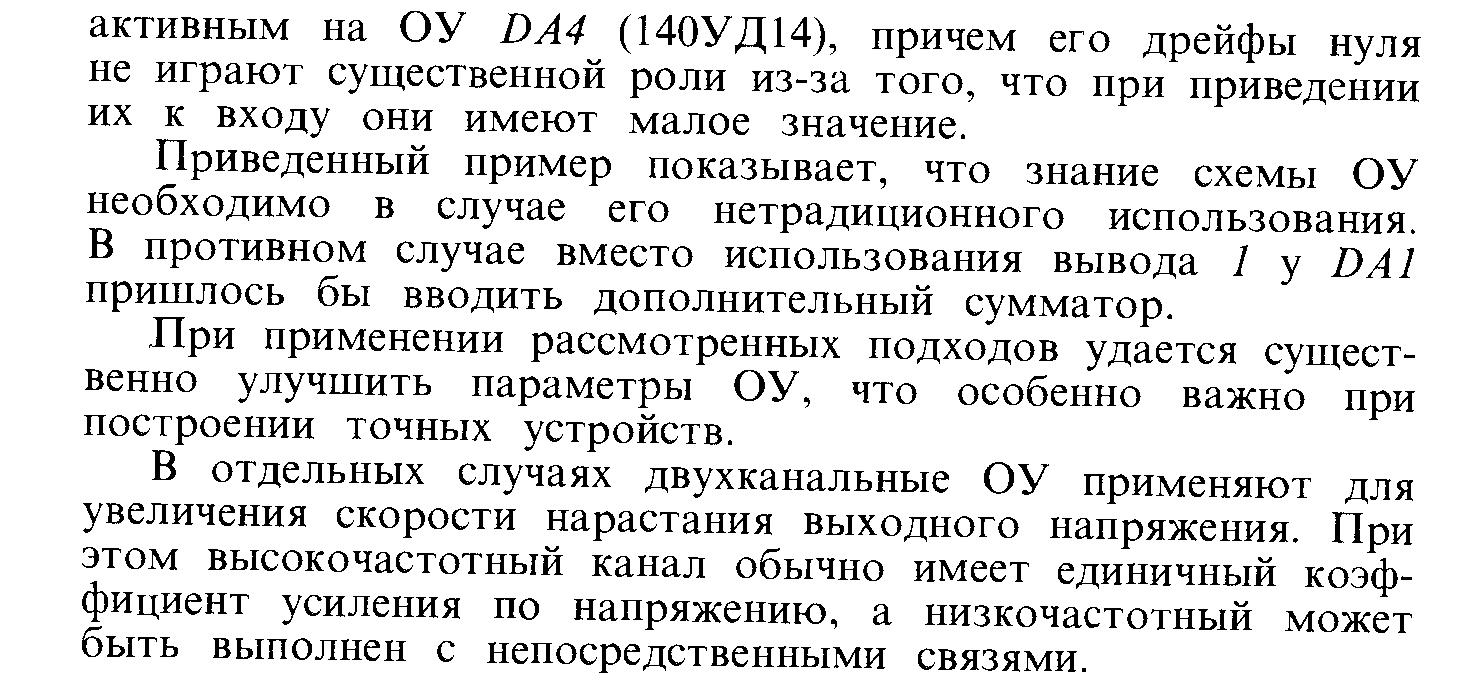 активным на ОУ DA4 (140УД14), причем его дрейфы нуля
не играют существенной роли из-за того, что при приведении
их к входу они имеют малое значение.
Приведенный пример показывает, что знание схемы ОУ
необходимо в случае его нетрадиционного использования.
В противном случае вместо использования вывода 1 у DA1
пришлось бы вводить дополнительный сумматор.
При применении рассмотренных подходов удается сущест-
венно улучшить параметры ОУ, что особенно важно при
построении точных устройств.
В отдельных случаях двухканальные ОУ применяют для
увеличения скорости нарастания выходного напряжения. При
этом высокочастотный канал обычно имеет единичный коэф-
фициент усиления по напряжению, а низкочастотный может
быть выполнен с непосредственными связями.